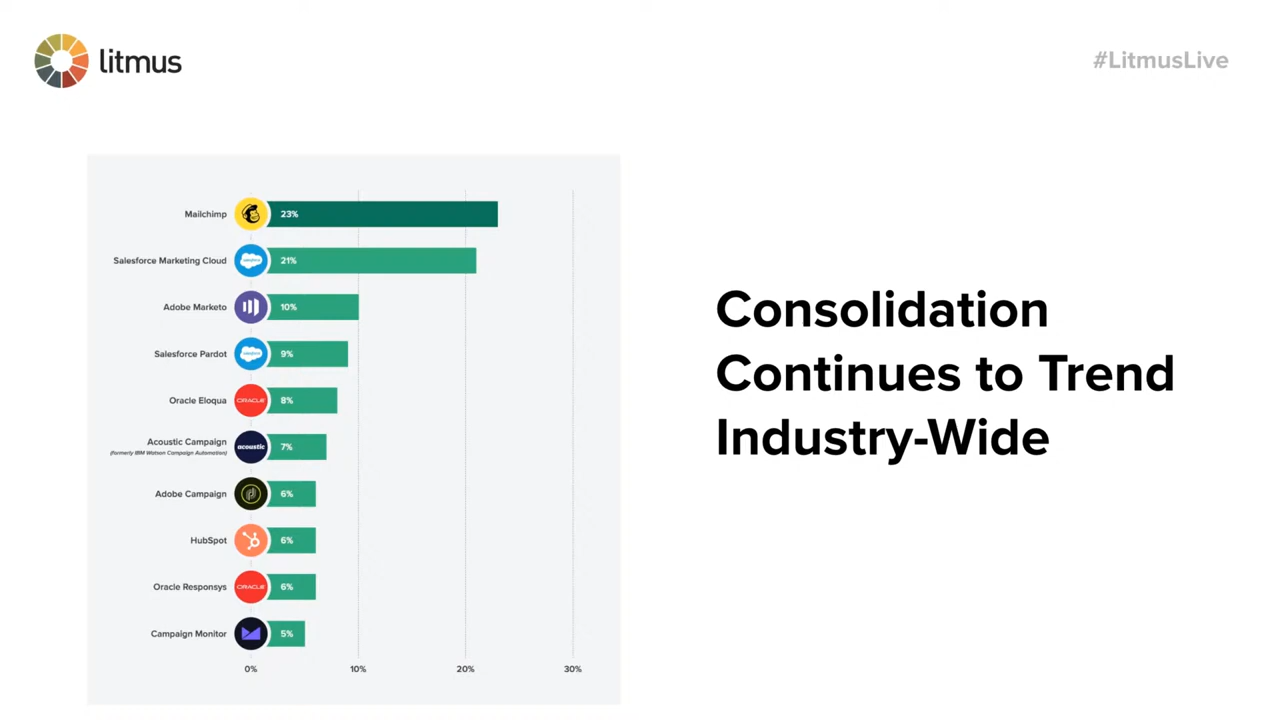 litmus
#LitmusLive
Mailchimp 23%
Salesforce Marketing Cloud salesforce 21%
Adobe Marketo 10%
Salesforce Pardot salesforce 9%
Oracle Eloqua ORACLE 8%
Acoustic Campaign acoustic 7%
(formerly IBM Watson Campaign Automation)
Adobe Campaign 6%
HubSpot 6%
Oracle Responsys ORACLE 6%
Campaign Monitor 5%
0% 10% 20% 30%
Consolidation
Continues to Trend
Industry-Wide